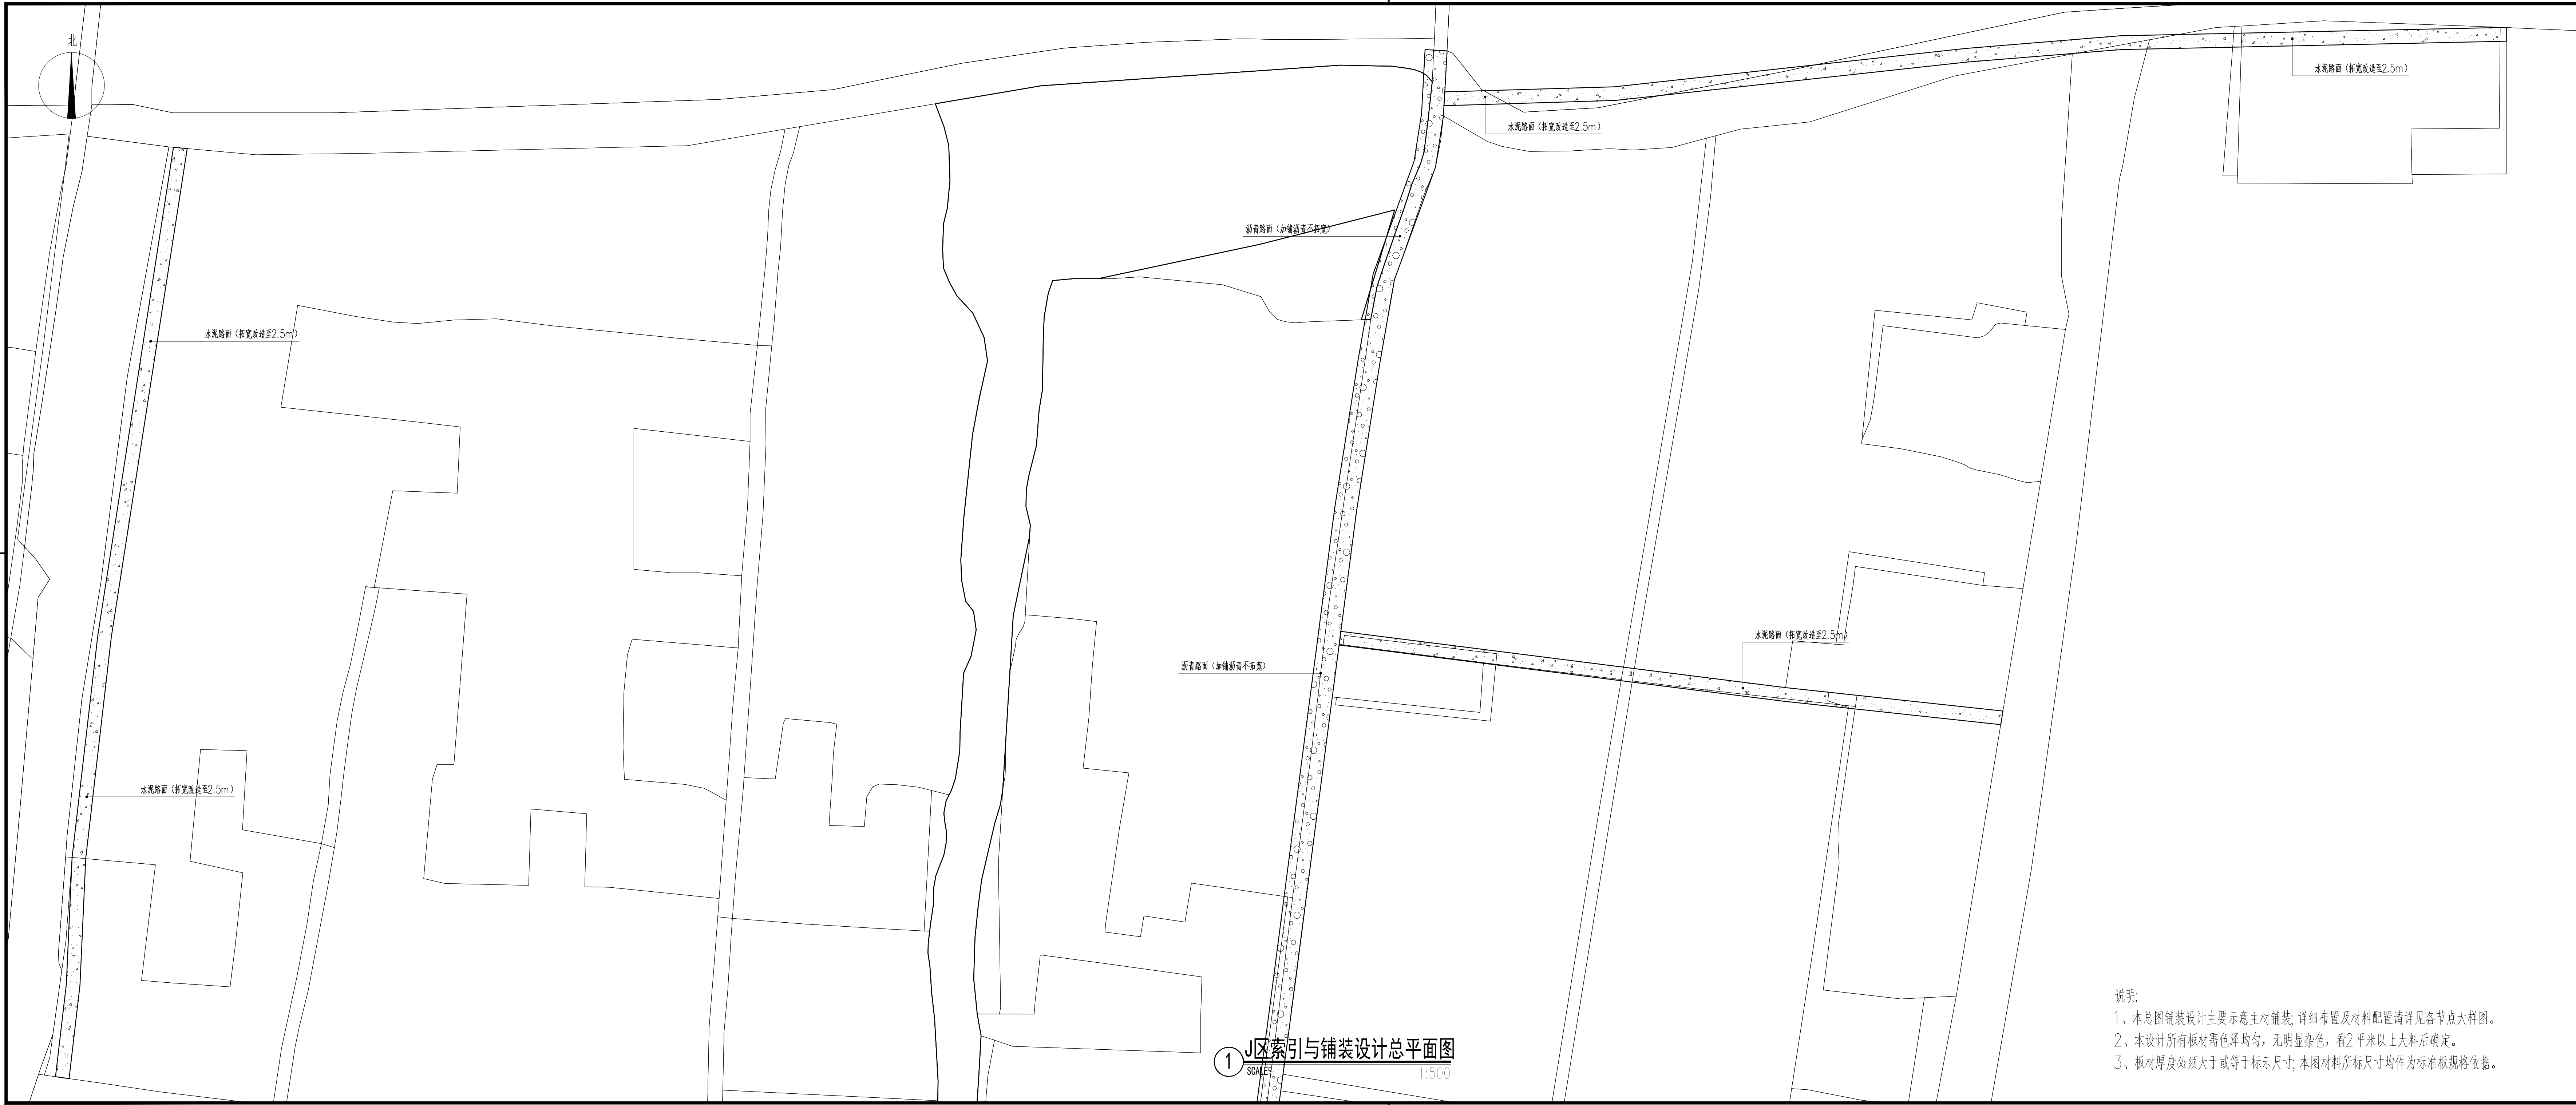 北
水泥路面（拓宽改造至2.5m）
水泥路面（拓宽改造至2.5m）
沥青路面（加铺沥青不拓宽）
水泥路面（拓宽改造至2.5m）
沥青路面（加铺沥青不拓宽）
水泥路面（拓宽改造至2.5m）
水泥路面（拓宽改造至2.5m）
1
J区索引与铺装设计总平面图
SCALE:
1:500
说明:
1、本总图铺装设计主要示意主材铺装; 详细布置及材料配置请详见各节点大样图。
2、本设计所有板材需色泽均匀，无明显杂色，看2平米以上大料后确定。
3、板材厚度必须大于或等于标示尺寸; 本图材料所标尺寸均作为标准板规格依据。